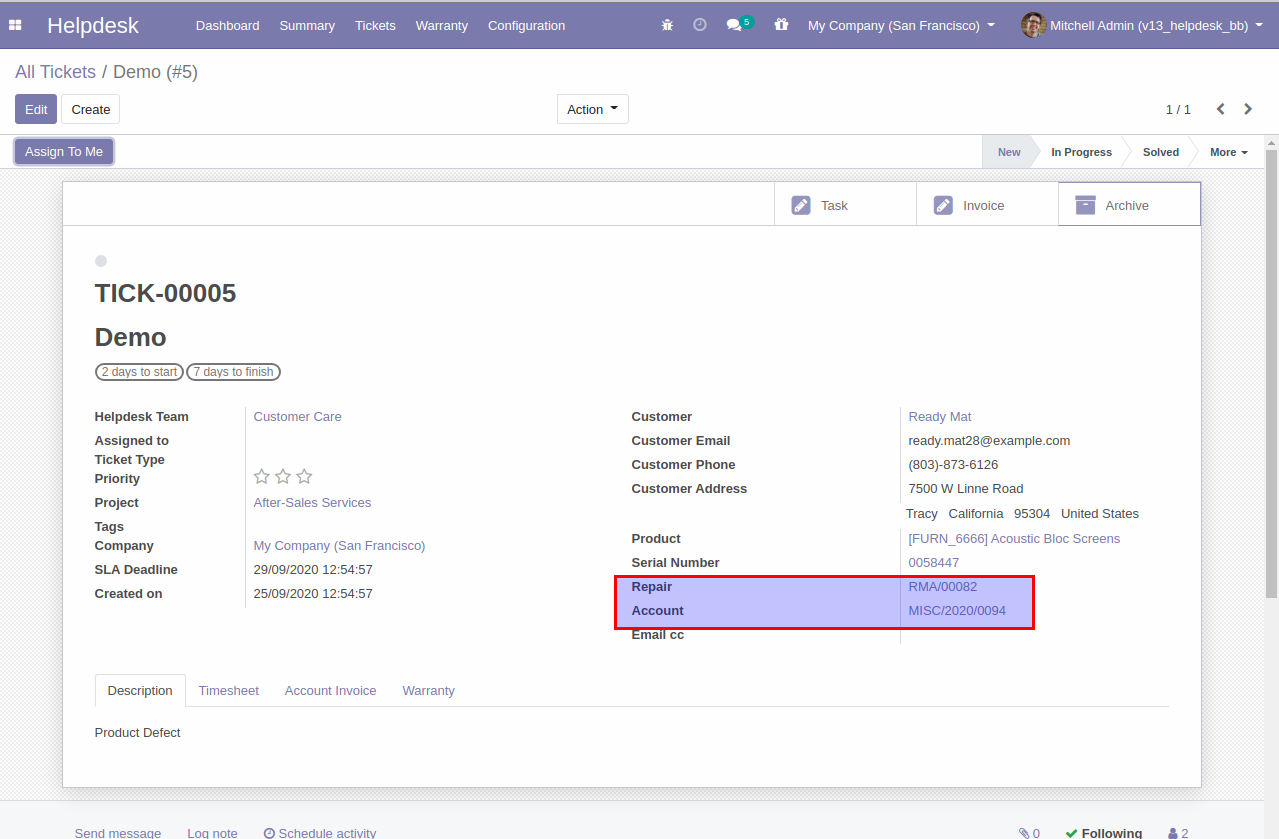 Helpdesk Dashboard Summary Tickets Warranty Configuration 5 My Company (San Francisco) Mitchell Admin (v13_helpdesk_bb)
All Tickets / Demo (#5)
Edit Create Action 1 / 1
Assign To Me New In Progress Solved More
Task Invoice Archive
TICK-00005
Demo
2 days to start 7 days to finish
Helpdesk Team Customer Care
Assigned to
Ticket Type
Priority
Project After-Sales Services
Tags
Company My Company (San Francisco)
SLA Deadline 29/09/2020 12:54:57
Created on 25/09/2020 12:54:57
Customer Ready Mat
Customer Email ready.mat28@example.com
Customer Phone (803)-873-6126
Customer Address 7500 W Linne Road
Tracy California 95304 United States
Product [FURN_6666] Acoustic Bloc Screens
Serial Number 0058447
Repair RMA/00082
Account MISC/2020/0094
Email cc
Description Timesheet Account Invoice Warranty
Product Defect
Send message Log note Schedule activity 0 Following 2